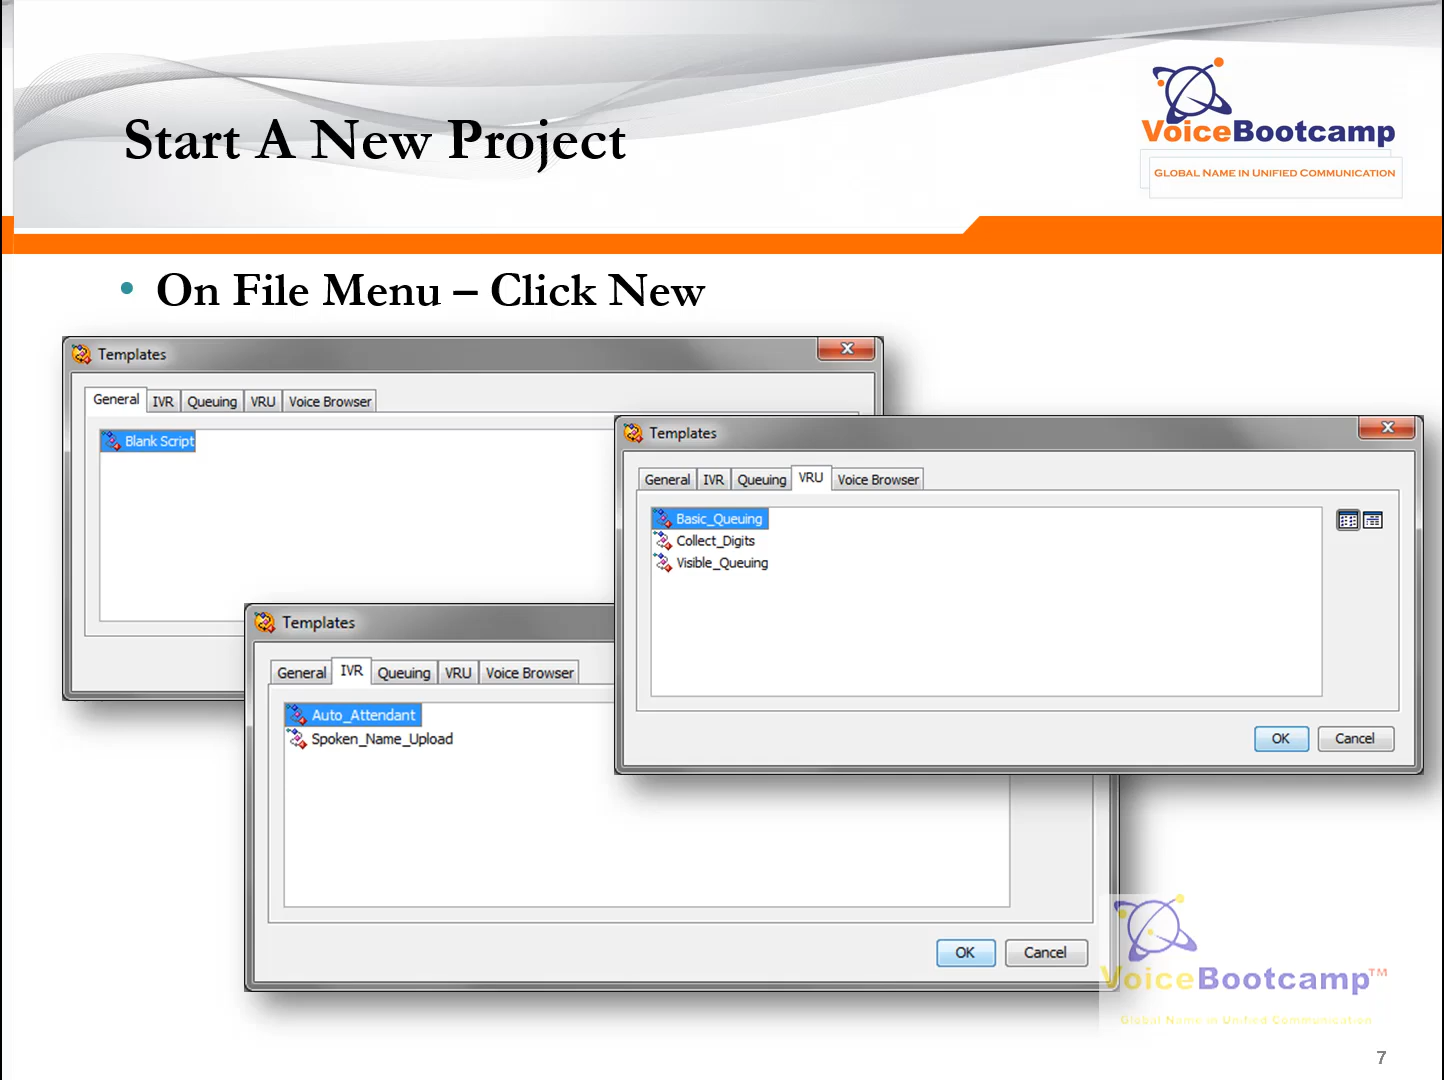 Start A New Project
VoiceBootcamp
Global Name in Unified Communication
• On File Menu – Click New
Templates
General IVR Queuing VRU Voice Browser
Blank Script
Templates
General IVR Queuing VRU Voice Browser
Basic_Queuing
Collect_Digits
Visible_Queuing
OK Cancel
Templates
General IVR Queuing VRU Voice Browser
Auto_Attendant
Spoken_Name_Upload
OK Cancel
VoiceBootcamp™
Global Name in Unified Communication
7